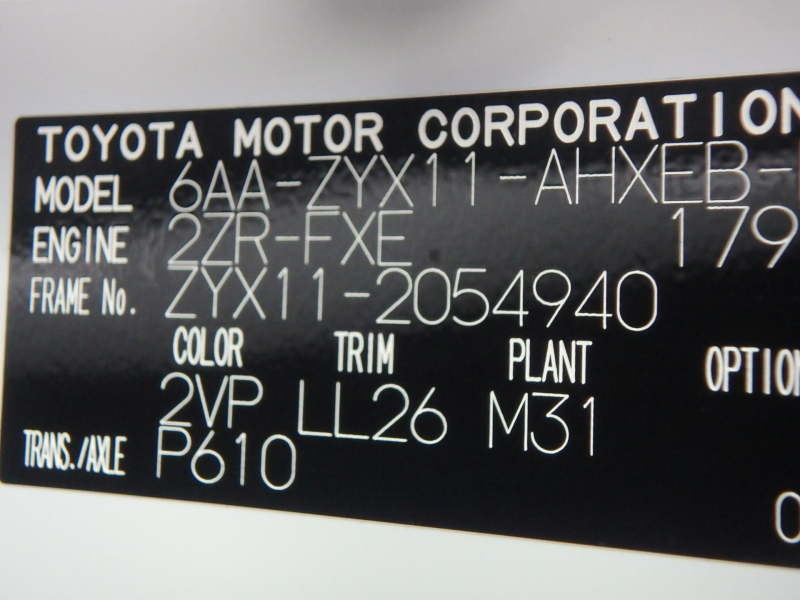 TOYOTA MOTOR CORPORATION
MODEL 6AA-ZYX11-AHXEB-
ENGINE 2ZR-FXE 179
FRAME No. ZYX11-2054940
COLOR TRIM PLANT OPTION
2VP LL26 M31
TRANS./AXLE P610
0